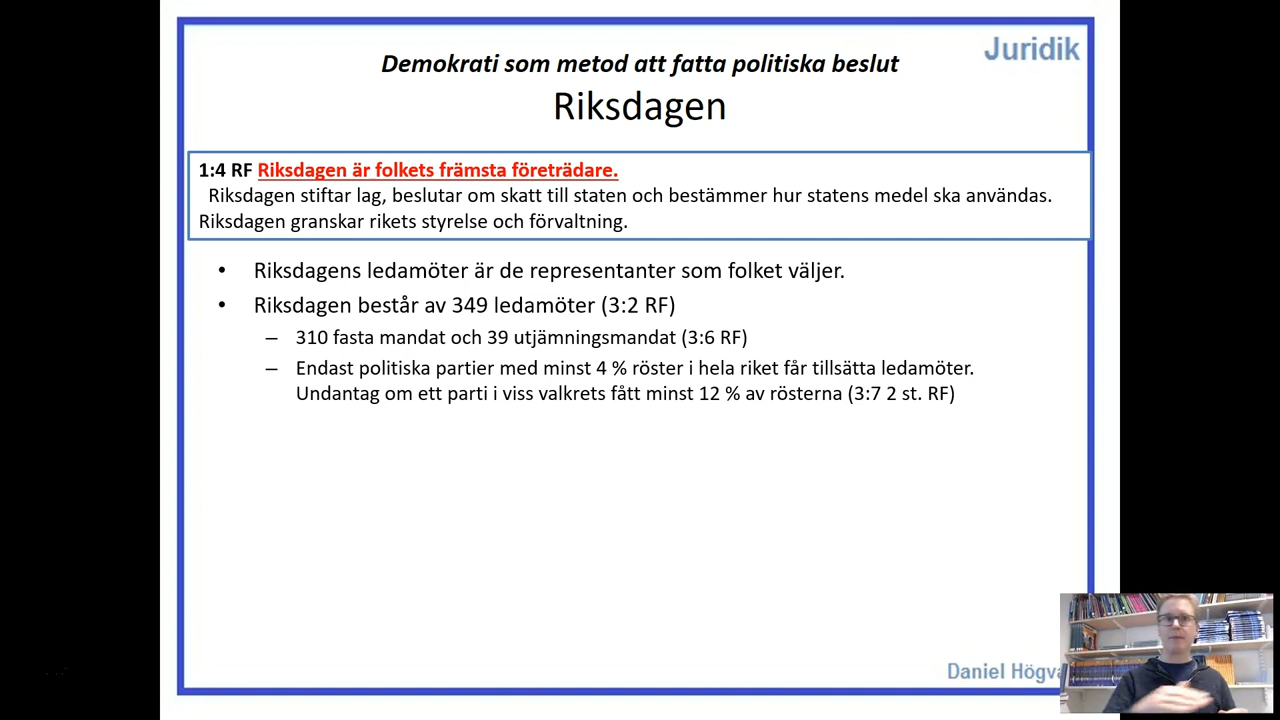 Juridik
Demokrati som metod att fatta politiska beslut
Riksdagen
1:4 RF Riksdagen är folkets främsta företrädare.
Riksdagen stiftar lag, beslutar om skatt till staten och bestämmer hur statens medel ska användas.
Riksdagen granskar rikets styrelse och förvaltning.
• Riksdagens ledamöter är de representanter som folket väljer.
• Riksdagen består av 349 ledamöter (3:2 RF)
– 310 fasta mandat och 39 utjämningsmandat (3:6 RF)
– Endast politiska partier med minst 4 % röster i hela riket får tillsätta ledamöter.
Undantag om ett parti i viss valkrets fått minst 12 % av rösterna (3:7 2 st. RF)
Daniel